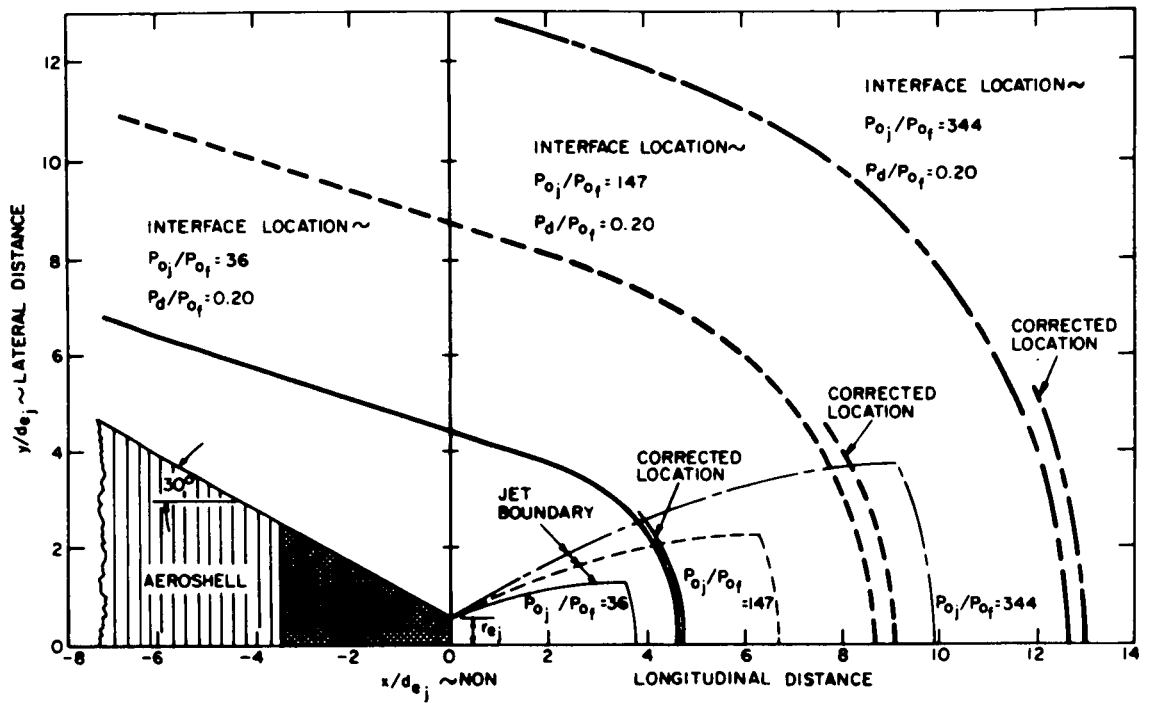 12
10
8
6
4
2
0
y/d_ej ~ LATERAL DISTANCE
INTERFACE LOCATION~
P_oj/P_of = 344
P_d/P_of = 0.20
INTERFACE LOCATION~
P_oj/P_of = 147
P_d/P_of = 0.20
INTERFACE LOCATION~
P_oj/P_of = 36
P_d/P_of = 0.20
CORRECTED
LOCATION
CORRECTED
LOCATION
CORRECTED
LOCATION
JET
BOUNDARY
30°
AEROSHELL
P_oj/P_of = 36
P_oj/P_of
= 147
P_oj/P_of = 344
r_ej
-8 -6 -4 -2 0 2 4 6 8 10 12 14
x/d_ej ~ NON LONGITUDINAL DISTANCE